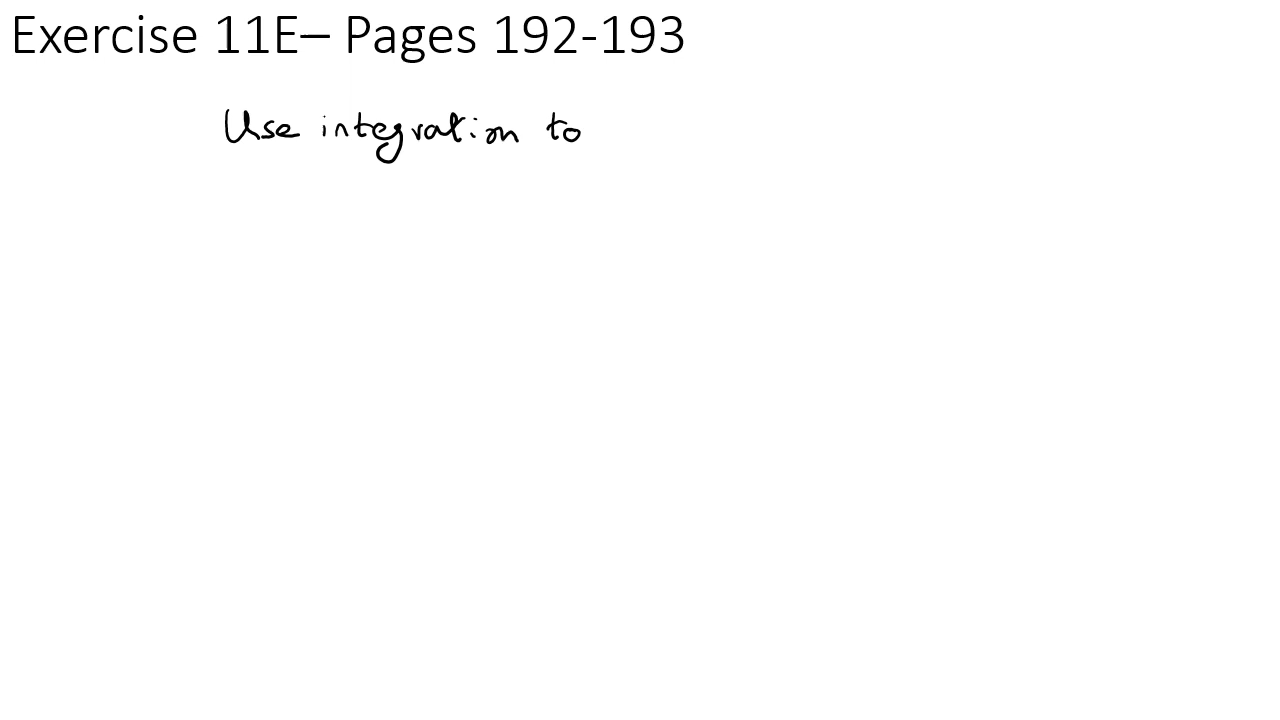 Exercise 11E– Pages 192-193
Use integration to